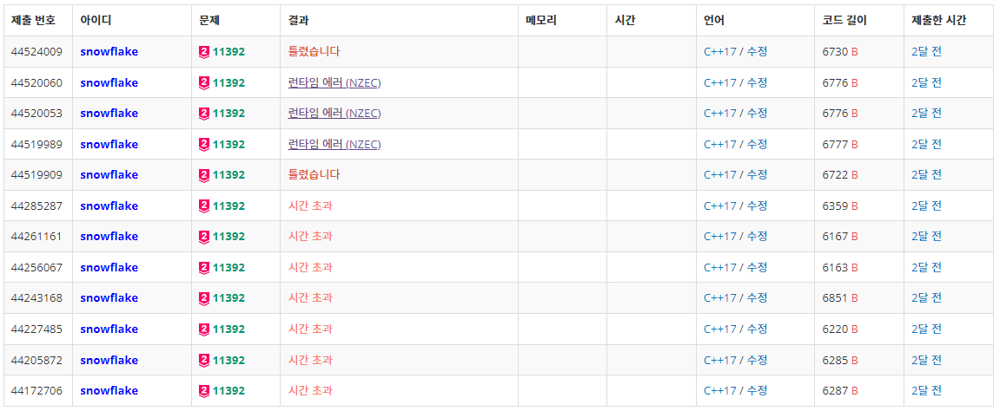 제출 번호 아이디 문제 결과 메모리 시간 언어 코드 길이 제출한 시간
44524009 snowflake 2 11392 틀렸습니다 C++17 / 수정 6730 B 2달 전
44520060 snowflake 2 11392 런타임 에러 (NZEC) C++17 / 수정 6776 B 2달 전
44520053 snowflake 2 11392 런타임 에러 (NZEC) C++17 / 수정 6776 B 2달 전
44519989 snowflake 2 11392 런타임 에러 (NZEC) C++17 / 수정 6777 B 2달 전
44519909 snowflake 2 11392 틀렸습니다 C++17 / 수정 6722 B 2달 전
44285287 snowflake 2 11392 시간 초과 C++17 / 수정 6359 B 2달 전
44261161 snowflake 2 11392 시간 초과 C++17 / 수정 6167 B 2달 전
44256067 snowflake 2 11392 시간 초과 C++17 / 수정 6163 B 2달 전
44243168 snowflake 2 11392 시간 초과 C++17 / 수정 6851 B 2달 전
44227485 snowflake 2 11392 시간 초과 C++17 / 수정 6220 B 2달 전
44205872 snowflake 2 11392 시간 초과 C++17 / 수정 6285 B 2달 전
44172706 snowflake 2 11392 시간 초과 C++17 / 수정 6287 B 2달 전